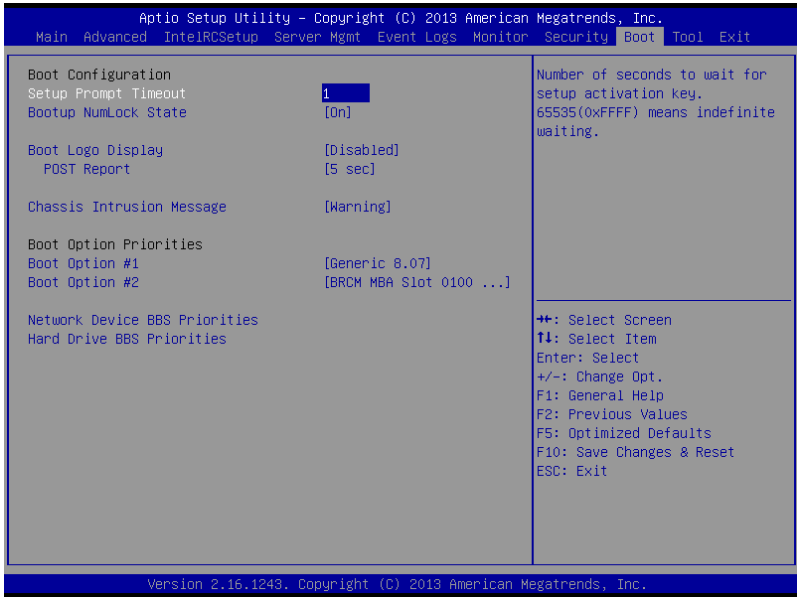 Aptio Setup Utility – Copyright (C) 2013 American Megatrends, Inc.
Main Advanced IntelRCSetup Server Mgmt Event Logs Monitor Security Boot Tool Exit
Boot Configuration
Setup Prompt Timeout 1
Bootup NumLock State [On]
Boot Logo Display [Disabled]
POST Report [5 sec]
Chassis Intrusion Message [Warning]
Boot Option Priorities
Boot Option #1 [Generic 8.07]
Boot Option #2 [BRCM MBA Slot 0100 ...]
Network Device BBS Priorities
Hard Drive BBS Priorities
Number of seconds to wait for
setup activation key.
65535(0xFFFF) means indefinite
waiting.
→←: Select Screen
↑↓: Select Item
Enter: Select
+/-: Change Opt.
F1: General Help
F2: Previous Values
F5: Optimized Defaults
F10: Save Changes & Reset
ESC: Exit
Version 2.16.1243. Copyright (C) 2013 American Megatrends, Inc.